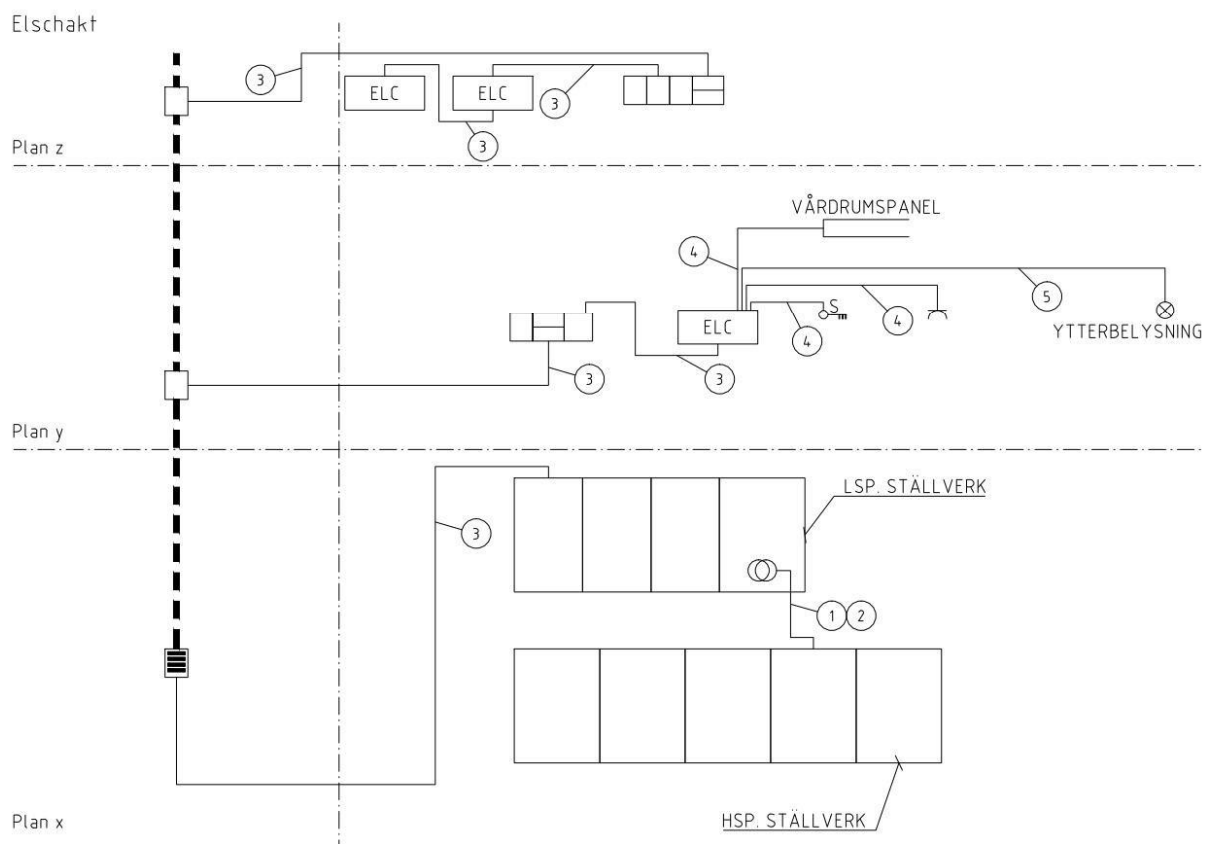 Elschakt
3
ELC
ELC
3
3
Plan z
VÅRDRUMSPANEL
4
5
4
S
4
ELC
YTTERBELYSNING
3
3
Plan y
LSP. STÄLLVERK
3
1 2
HSP. STÄLLVERK
Plan x